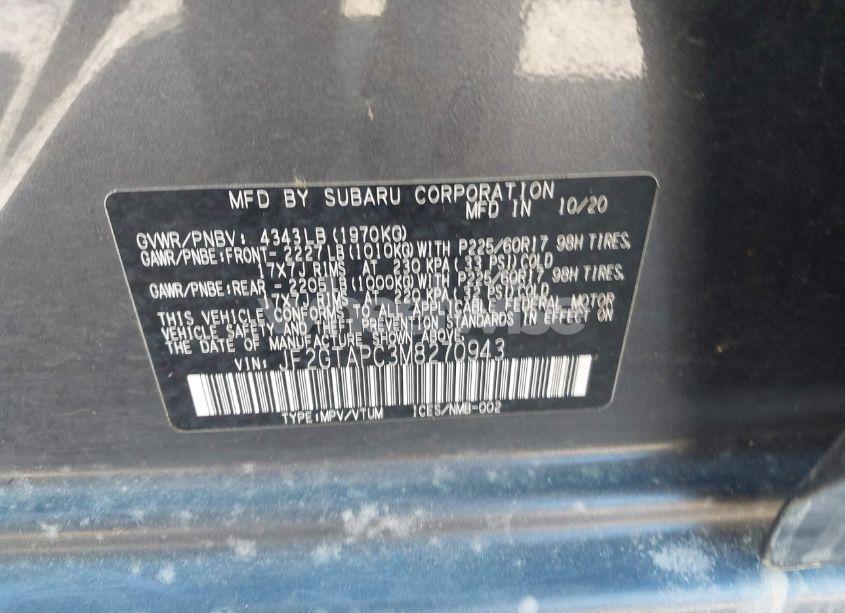 MFD BY SUBARU CORPORATION
MFD IN 10/20
GVWR/PNBV: 4343LB (1970KG)
GAWR/PNBE:FRONT- 2227LB (1010KG) WITH P225/60R17 98H TIRES,
17X7J RIMS AT 230 KPA (33 PSI) COLD
GAWR/PNBE:REAR - 2205LB (1000KG) WITH P225/60R17 98H TIRES,
17X7J RIMS AT 220 KPA (32 PSI) COLD
THIS VEHICLE CONFORMS TO ALL APPLICABLE FEDERAL MOTOR
VEHICLE SAFETY AND THEFT PREVENTION STANDARDS IN EFFECT ON
THE DATE OF MANUFACTURE SHOWN ABOVE.
VIN: JF2GTAPC3M8270943
TYPE:MPV/VTUM ICES/NMB-002